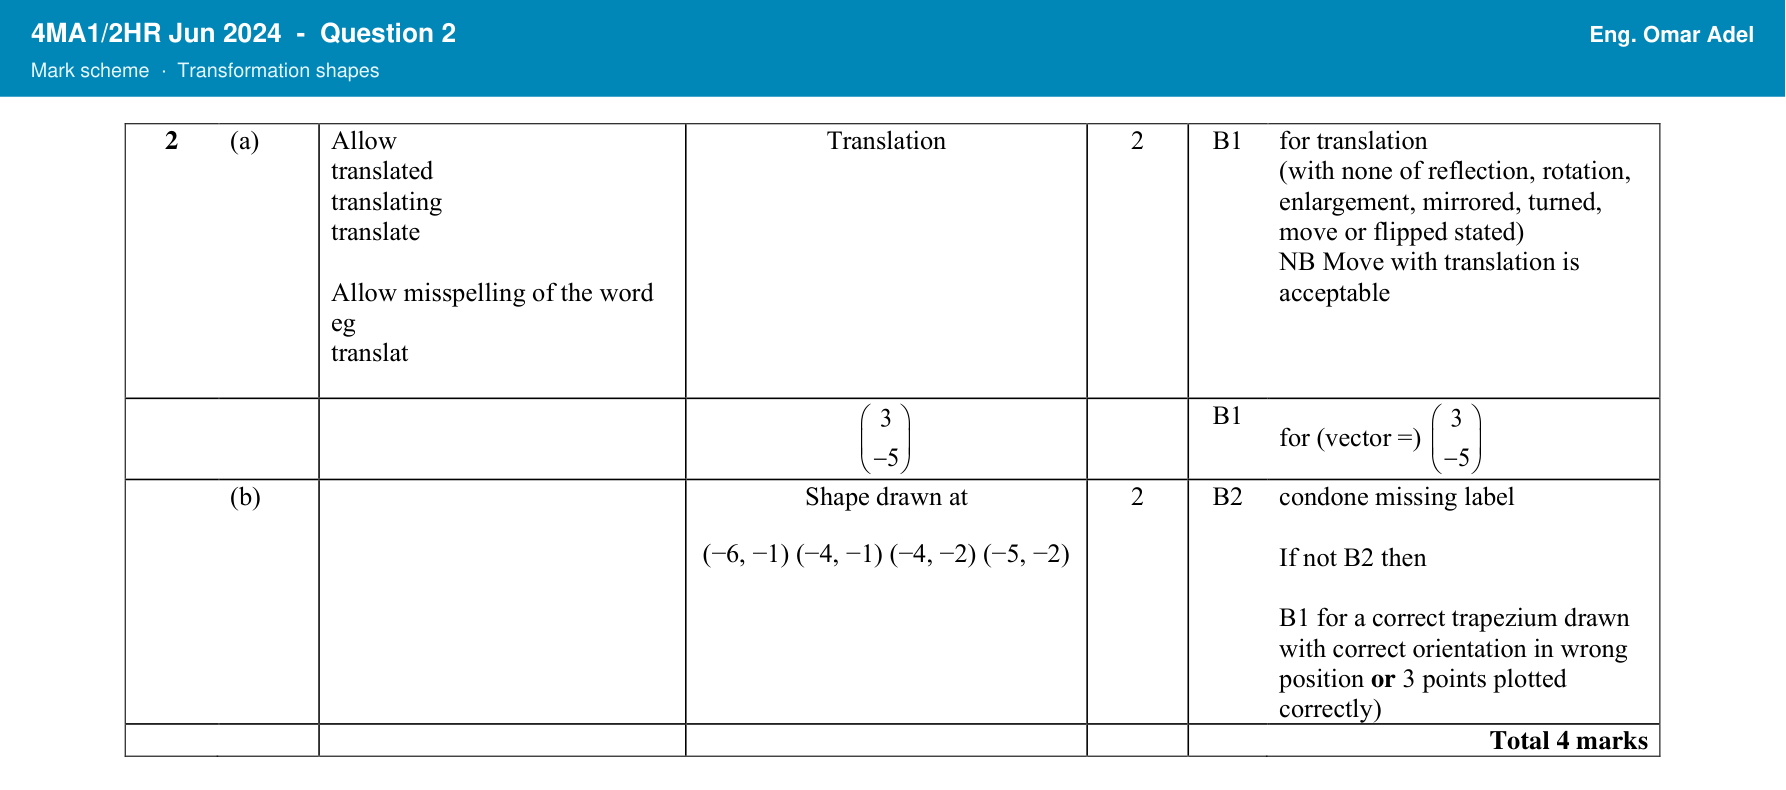 4MA1/2HR Jun 2024 - Question 2
Eng. Omar Adel
Mark scheme · Transformation shapes
2 (a) Allow Translation 2 B1 for translation
translated (with none of reflection, rotation,
translating enlargement, mirrored, turned,
translate move or flipped stated)
NB Move with translation is
Allow misspelling of the word acceptable
eg
translat
(3 −5) B1 for (vector =) (3 −5)
(b) Shape drawn at 2 B2 condone missing label
(−6, −1) (−4, −1) (−4, −2) (−5, −2)
If not B2 then
B1 for a correct trapezium drawn
with correct orientation in wrong
position or 3 points plotted
correctly)
Total 4 marks